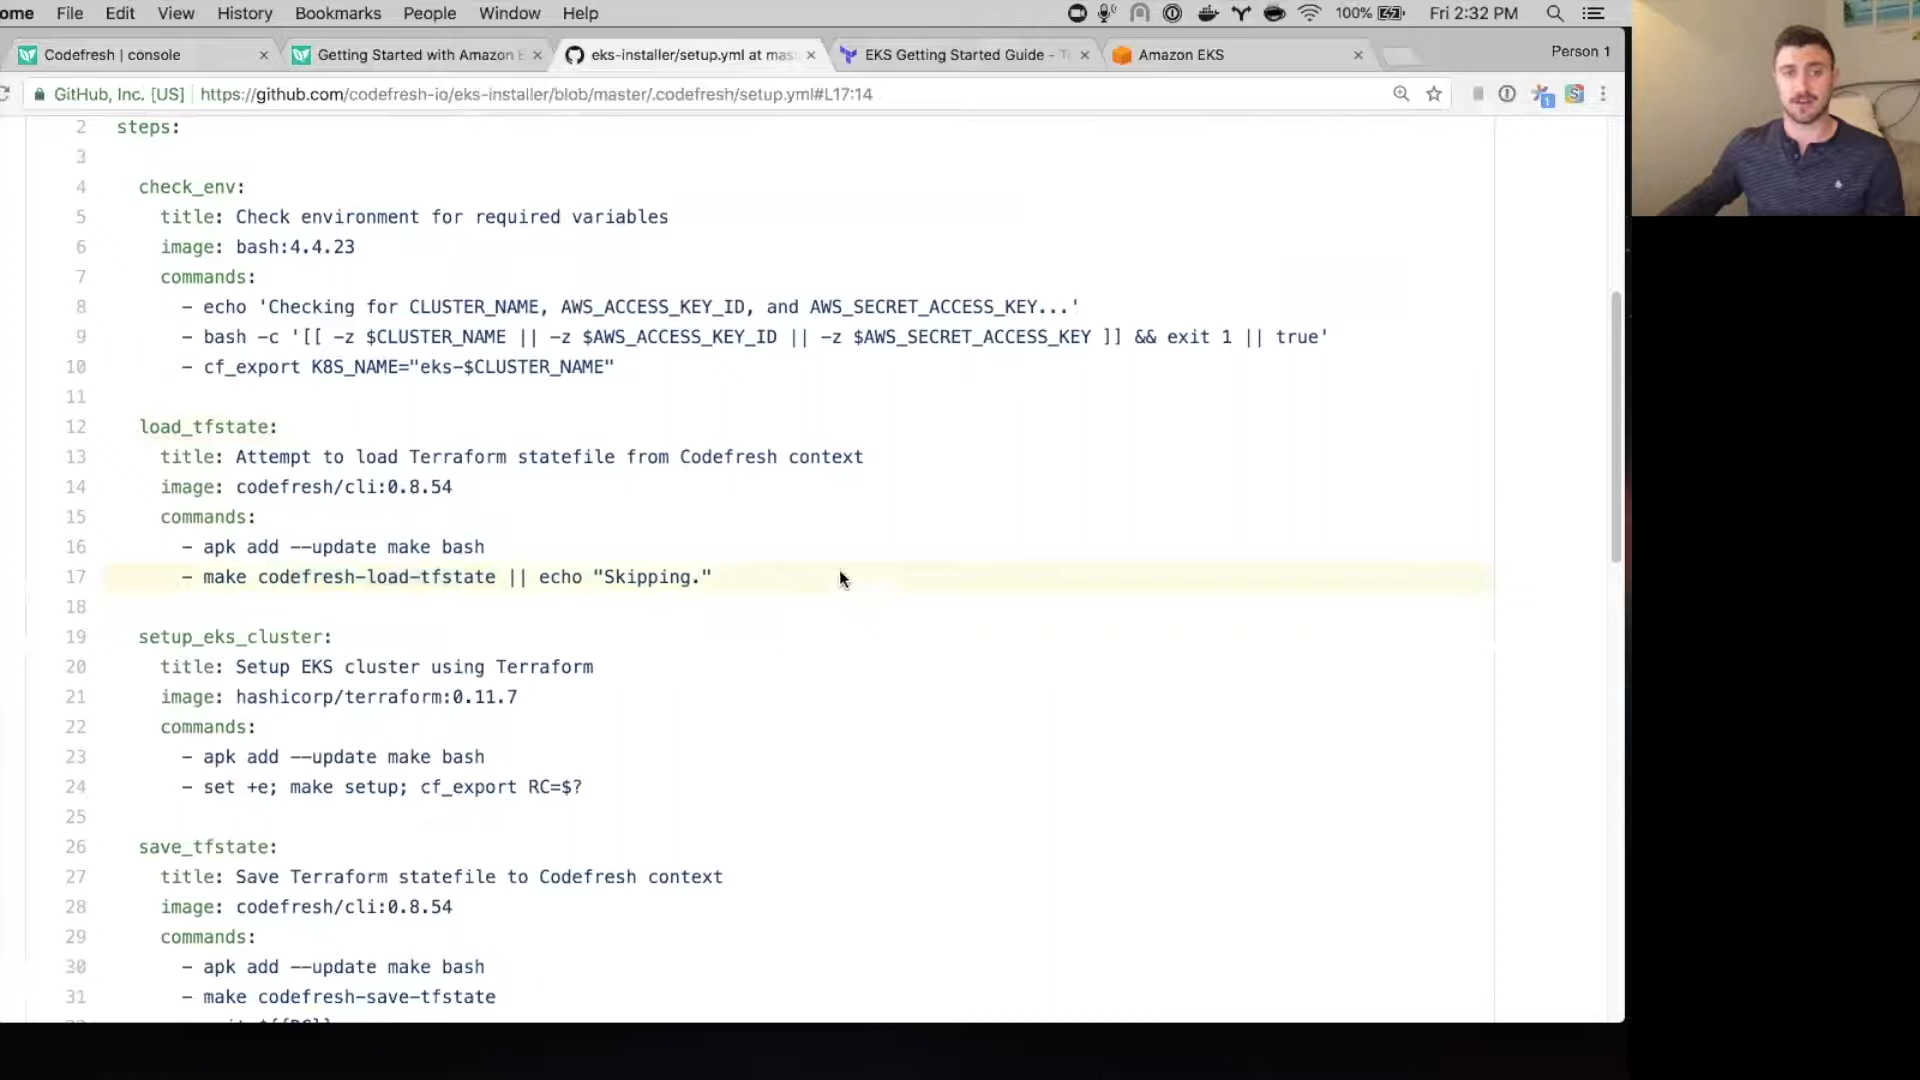 ome File Edit View History Bookmarks People Window Help 100% Fri 2:32 PM
Codefresh | console Getting Started with Amazon E eks-installer/setup.yml at mas EKS Getting Started Guide - T Amazon EKS Person 1
GitHub, Inc. [US] https://github.com/codefresh-io/eks-installer/blob/master/.codefresh/setup.yml#L17:14 1 S
2 steps:
3
4 check_env:
5 title: Check environment for required variables
6 image: bash:4.4.23
7 commands:
8 - echo 'Checking for CLUSTER_NAME, AWS_ACCESS_KEY_ID, and AWS_SECRET_ACCESS_KEY...'
9 - bash -c '[[ -z $CLUSTER_NAME || -z $AWS_ACCESS_KEY_ID || -z $AWS_SECRET_ACCESS_KEY ]] && exit 1 || true'
10 - cf_export K8S_NAME="eks-$CLUSTER_NAME"
11
12 load_tfstate:
13 title: Attempt to load Terraform statefile from Codefresh context
14 image: codefresh/cli:0.8.54
15 commands:
16 - apk add --update make bash
17 - make codefresh-load-tfstate || echo "Skipping."
18
19 setup_eks_cluster:
20 title: Setup EKS cluster using Terraform
21 image: hashicorp/terraform:0.11.7
22 commands:
23 - apk add --update make bash
24 - set +e; make setup; cf_export RC=$?
25
26 save_tfstate:
27 title: Save Terraform statefile to Codefresh context
28 image: codefresh/cli:0.8.54
29 commands:
30 - apk add --update make bash
31 - make codefresh-save-tfstate